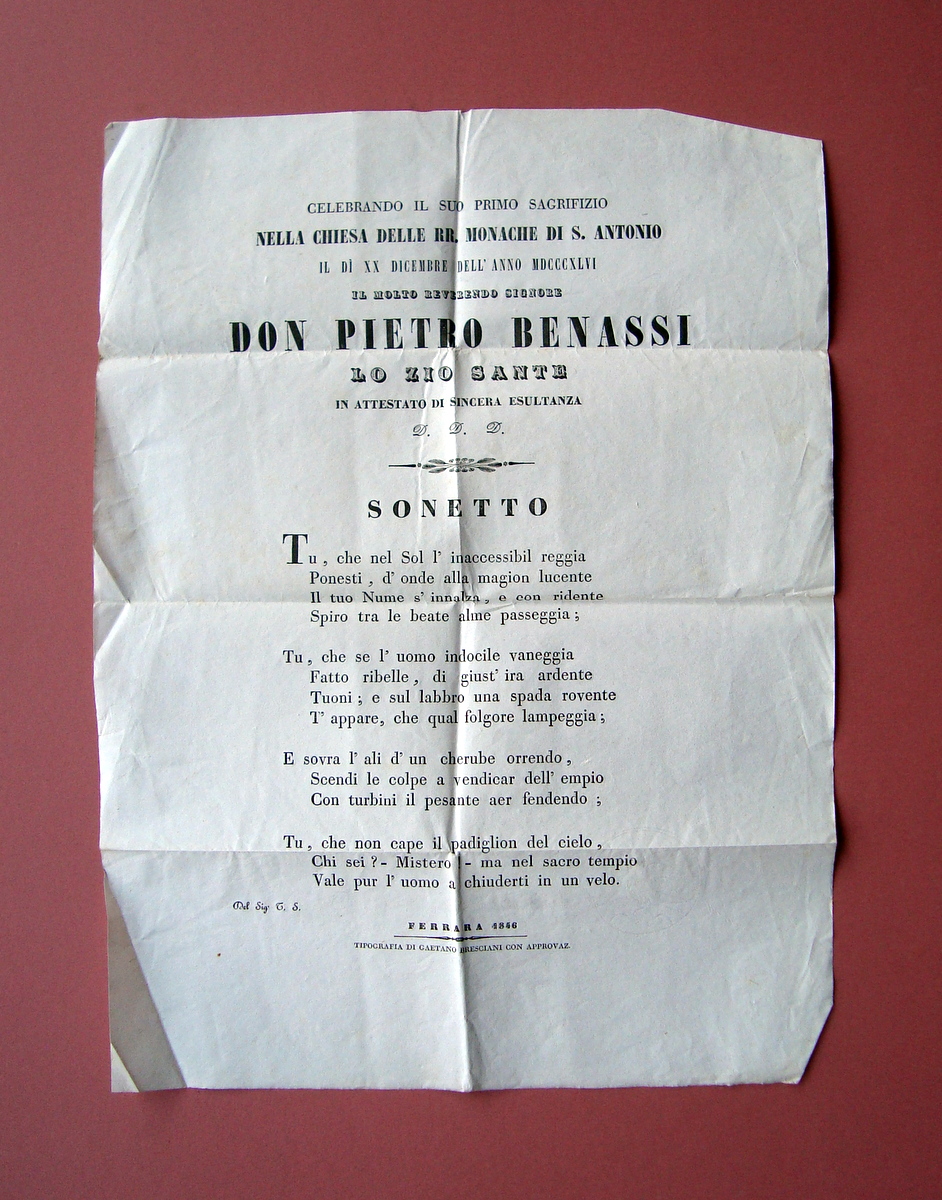 CELEBRANDO IL SUO PRIMO SAGRIFIZIO
NELLA CHIESA DELLE RR. MONACHE DI S. ANTONIO
IL DÌ XX DICEMBRE DELL' ANNO MDCCCXLVI
IL MOLTO REVERENDO SIGNORE
DON PIETRO BENASSI
LO ZIO SANTE
IN ATTESTATO DI SINCERA ESULTANZA
D. D. D.
SONETTO
Tu, che nel Sol l' inaccessibil reggia
Ponesti, d' onde alla magion lucente
Il tuo Nume s' innalza, e con ridente
Spiro tra le beate alme passeggia;
Tu, che se l' uomo indocile vaneggia
Fatto ribelle, di giust' ira ardente
Tuoni; e sul labbro una spada rovente
T' appare, che qual folgore lampeggia;
E sovra l' ali d' un cherube orrendo,
Scendi le colpe a vendicar dell' empio
Con turbini il pesante aer fendendo;
Tu, che non cape il padiglion del cielo,
Chi sei?- Mistero!- ma nel sacro tempio
Vale pur l' uomo a chiuderti in un velo.
Del Sig. T. S.
FERRARA 1846
TIPOGRAFIA DI GAETANO BRESCIANI CON APPROVAZ.